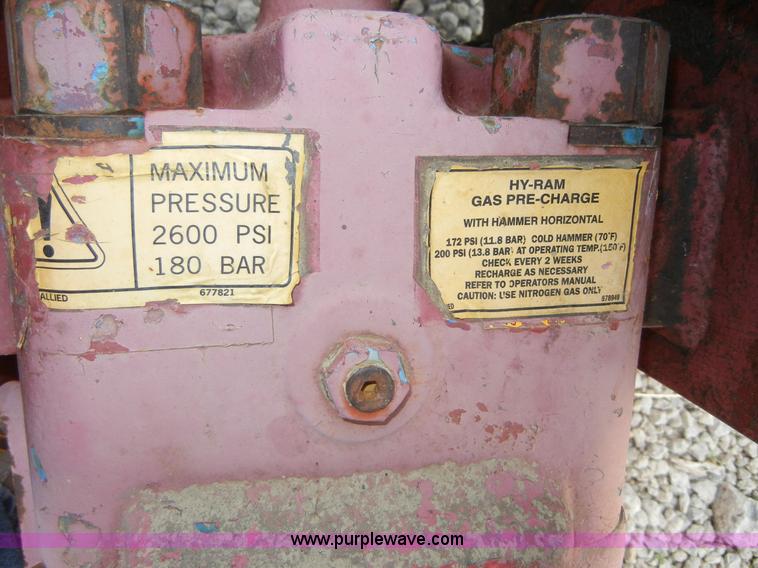 MAXIMUM
PRESSURE
2600 PSI
180 BAR
ALLIED
677821
HY-RAM
GAS PRE-CHARGE
WITH HAMMER HORIZONTAL
172 PSI (11.8 BAR) COLD HAMMER (70°F)
200 PSI (13.8 BAR) AT OPERATING TEMP.(150°F)
CHECK EVERY 2 WEEKS
RECHARGE AS NECESSARY
REFER TO OPERATORS MANUAL
CAUTION: USE NITROGEN GAS ONLY
ED
578949
www.purplewave.com